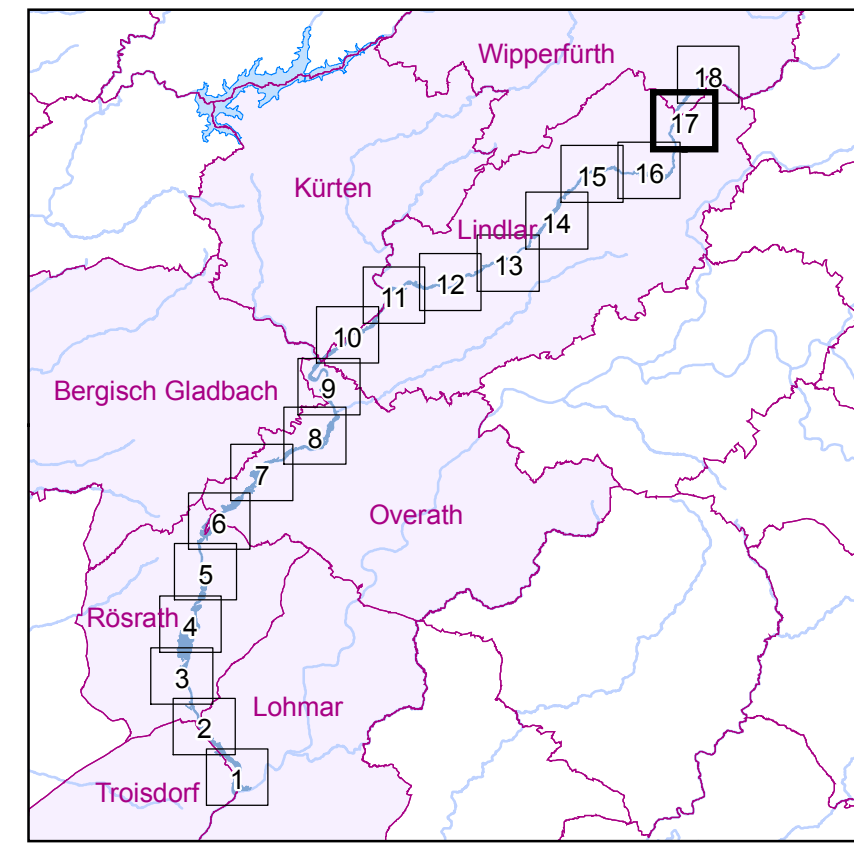 Wipperfürth
18
17
Kürten
15
16
14
Lindlar
13
12
11
10
Bergisch Gladbach
9
8
7
Overath
6
5
Rösrath
4
3
Lohmar
2
1
Troisdorf